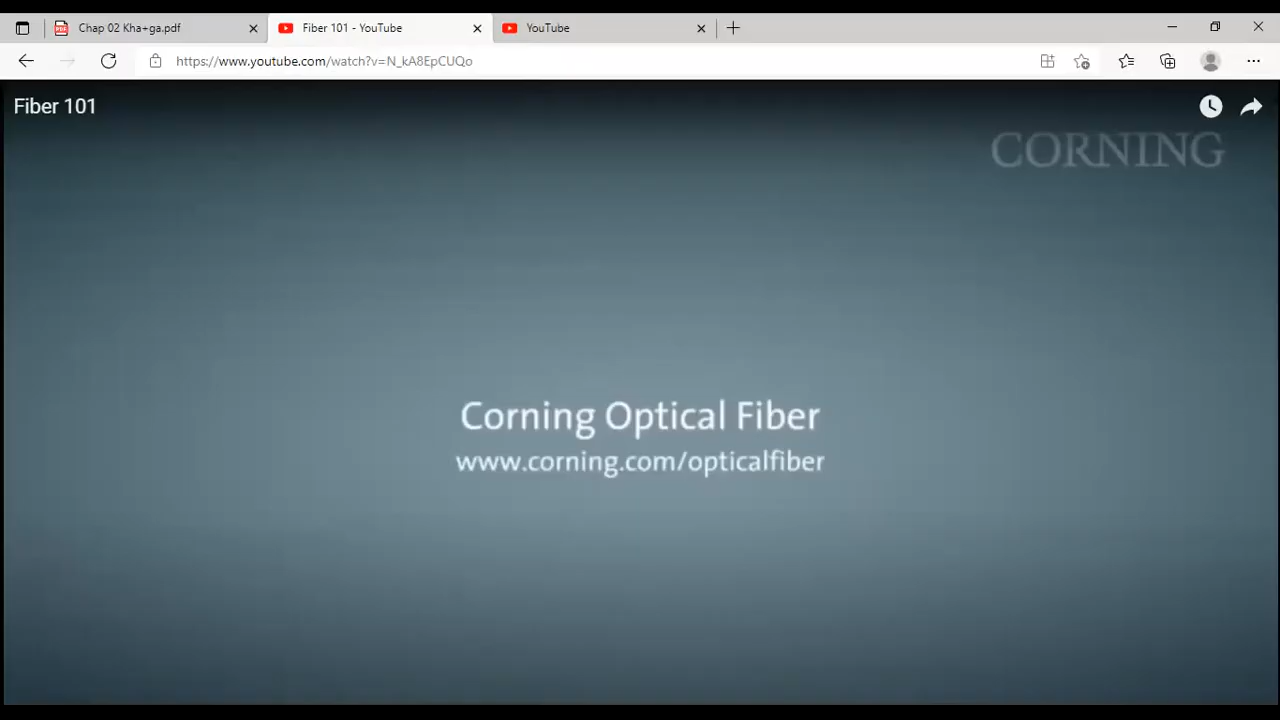 Chap 02 Kha+ga.pdf
Fiber 101 - YouTube
YouTube
https://www.youtube.com/watch?v=N_kA8EpCUQo
Fiber 101
CORNING
Corning Optical Fiber
www.corning.com/opticalfiber